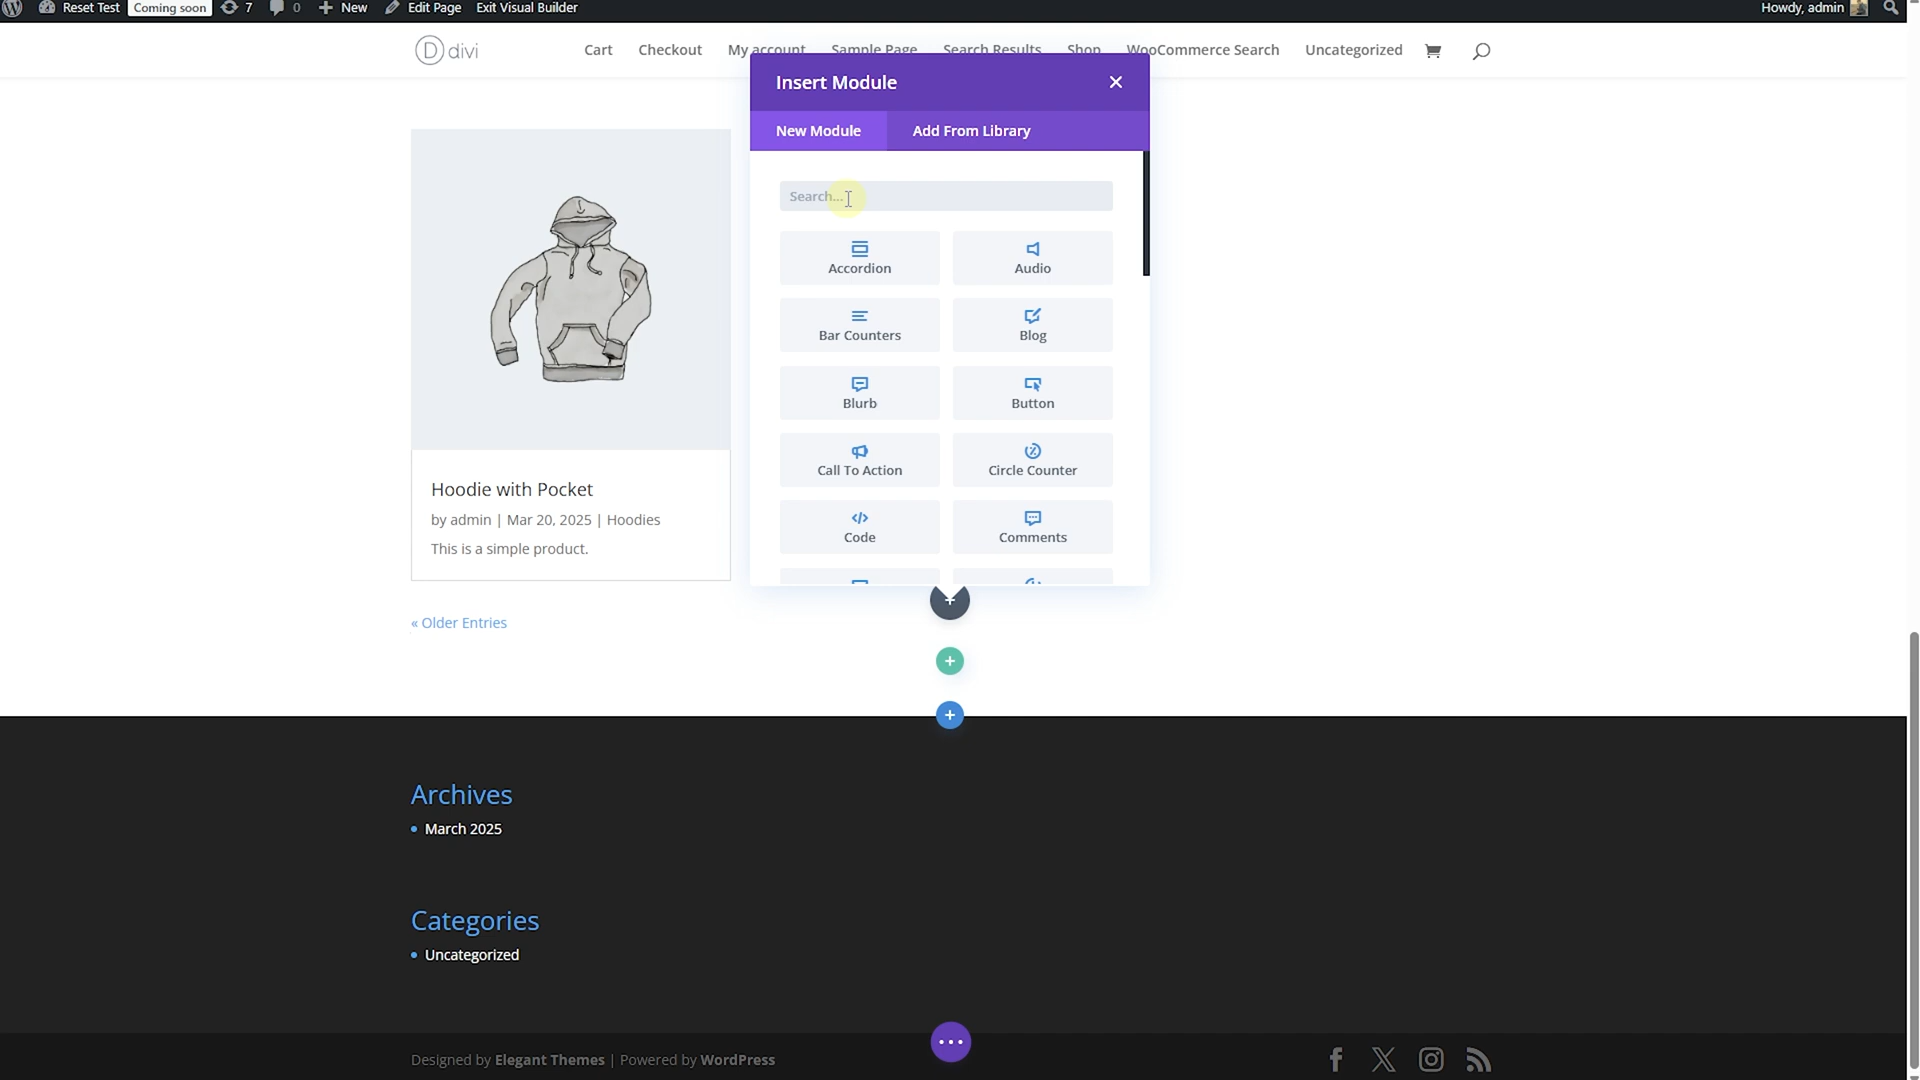 Reset Test
Coming soon
7
0
New
Edit Page
Exit Visual Builder
Howdy, admin
D divi
Cart
Checkout
My account
Sample Page
Search Results
Shop
WooCommerce Search
Uncategorized
Insert Module
New Module
Add From Library
Search...
Accordion
Audio
Bar Counters
Blog
Blurb
Button
Call To Action
Circle Counter
Code
Comments
Hoodie with Pocket
by admin | Mar 20, 2025 | Hoodies
This is a simple product.
« Older Entries
Archives
March 2025
Categories
Uncategorized
Designed by Elegant Themes | Powered by WordPress